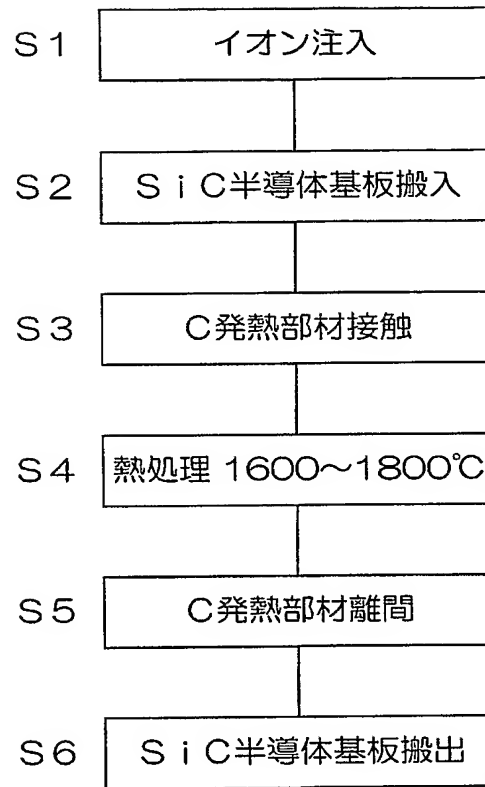 S1 イオン注入
S2 SiC半導体基板搬入
S3 C発熱部材接触
S4 熱処理 1600~1800℃
S5 C発熱部材離間
S6 SiC半導体基板搬出